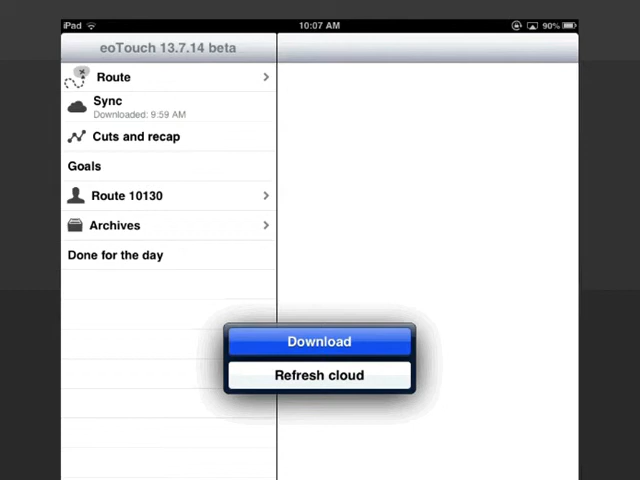 iPad
10:07 AM
90%
eoTouch 13.7.14 beta
Route
Sync
Downloaded: 9:59 AM
Cuts and recap
Goals
Route 10130
Archives
Done for the day
Download
Refresh cloud